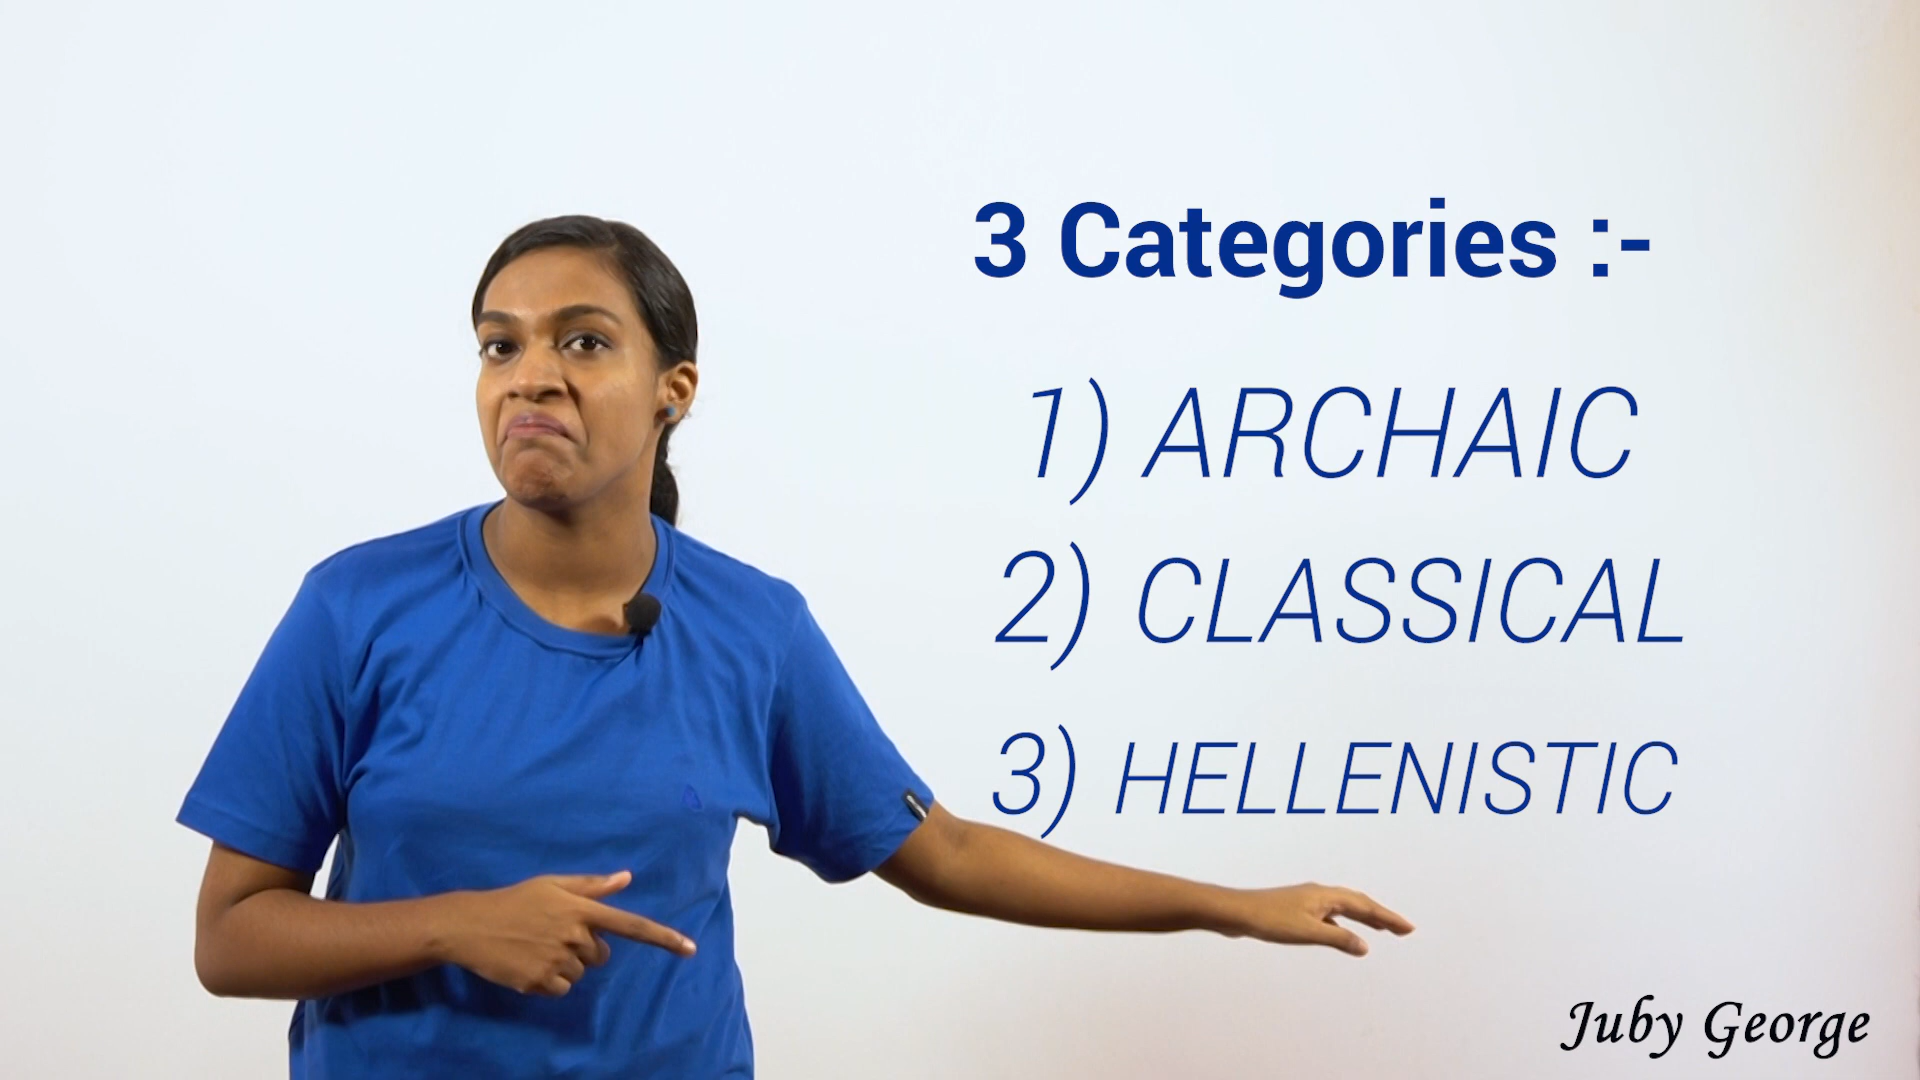 3 Categories :-
1) ARCHAIC
2) CLASSICAL
3) HELLENISTIC
Juby George